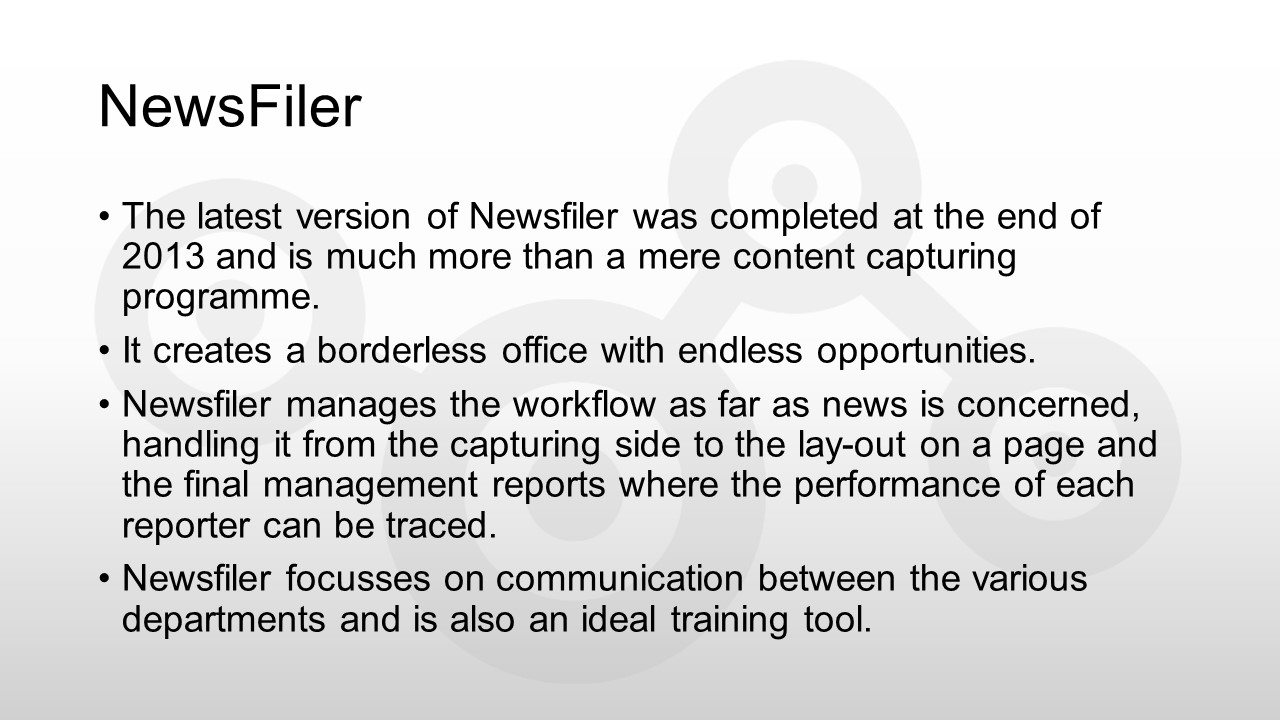 NewsFiler
• The latest version of Newsfiler was completed at the end of
2013 and is much more than a mere content capturing
programme.
• It creates a borderless office with endless opportunities.
• Newsfiler manages the workflow as far as news is concerned,
handling it from the capturing side to the lay-out on a page and
the final management reports where the performance of each
reporter can be traced.
• Newsfiler focusses on communication between the various
departments and is also an ideal training tool.